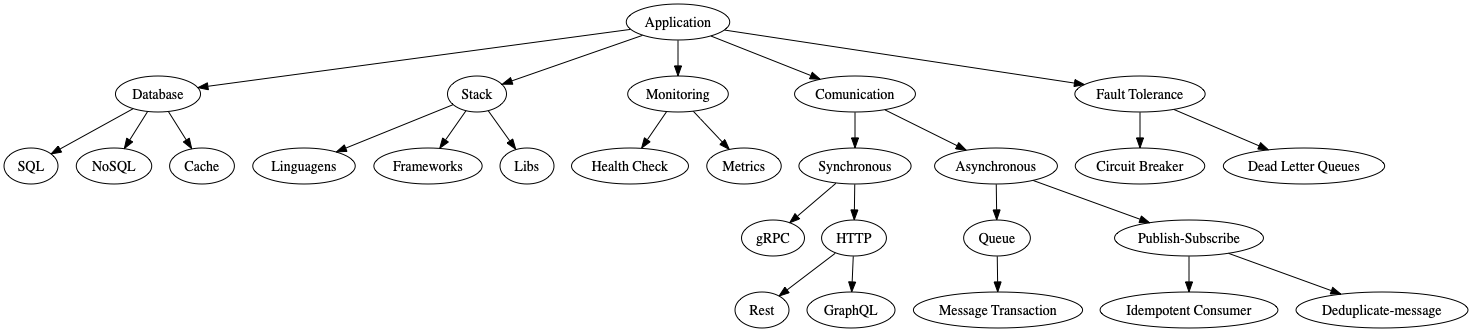 Application
Database
Stack
Monitoring
Comunication
Fault Tolerance
SQL
NoSQL
Cache
Linguagens
Frameworks
Libs
Health Check
Metrics
Synchronous
Asynchronous
Circuit Breaker
Dead Letter Queues
gRPC
HTTP
Queue
Publish-Subscribe
Rest
GraphQL
Message Transaction
Idempotent Consumer
Deduplicate-message